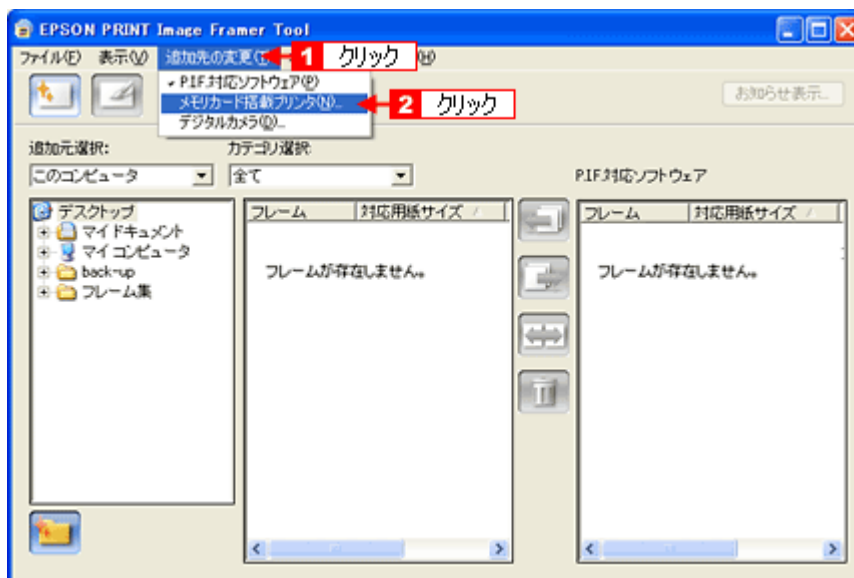 EPSON PRINT Image Framer Tool
ファイル(F) 表示(V) 追加先の変更(T) 1 クリック (H)
P.I.F.対応ソフトウェア(P)
メモリカード搭載プリンタ(N)... 2 クリック
デジタルカメラ(D)...
お知らせ表示...
追加元選択: カテゴリ選択:
このコンピュータ 全て P.I.F.対応ソフトウェア
デスクトップ フレーム 対応用紙サイズ フレーム 対応用紙サイズ
マイドキュメント
マイコンピュータ
back-up フレームが存在しません。 フレームが存在しません。
フレーム集